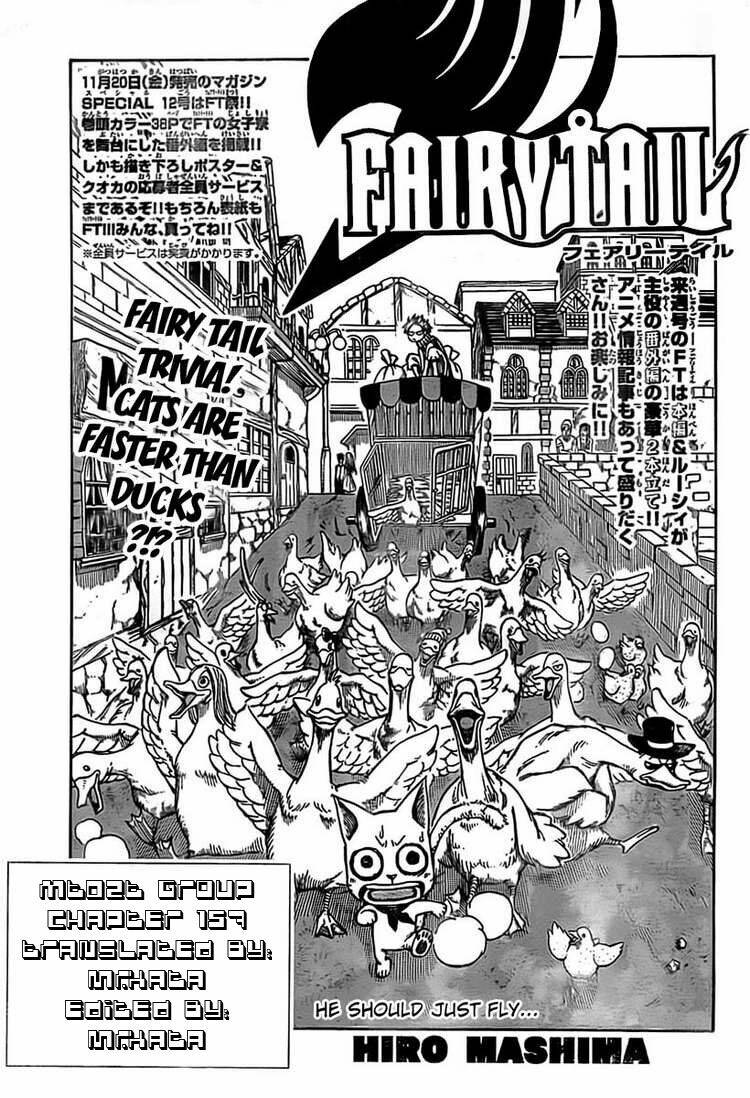 FAIRY TAIL
フェアリーテイル
11月20日(金)発売のマガジン
SPECIAL 12号はFT祭!!
巻頭カラー38PでFTの女子寮
を舞台にした番外編を掲載!!
しかも描き下ろしポスター&
クオカの応募者全員サービス
まであるぞ!!もちろん表紙も
FT!!!みんな、買ってね!!
※全員サービスは実費がかかります。
来週号のFTは本編&ルーシィが
主役の番外編の豪華2本立て!!
アニメ情報記事もあって盛りだく
さん!!お楽しみに!!
FAIRY TAIL
TRIVIA!
CATS ARE
FASTER THAN
DUCKS
?!?
M
Mto2t Group
Chapter 157
translated By:
Mr.Kata
Edited By:
Mr.Kata
HE SHOULD JUST FLY...
HIRO MASHIMA